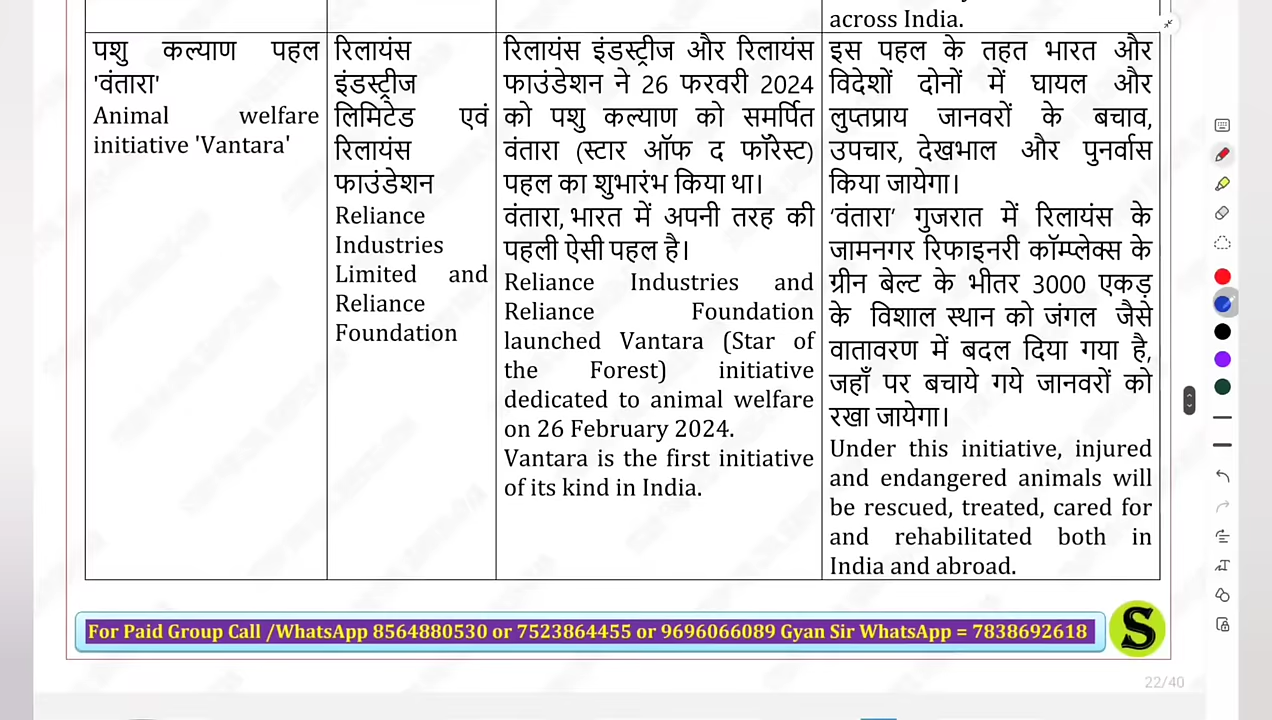 across India.
पशु कल्याण पहल
'वंतारा'
Animal welfare
initiative 'Vantara'
रिलायंस
इंडस्ट्रीज
लिमिटेड एवं
रिलायंस
फाउंडेशन
Reliance
Industries
Limited and
Reliance
Foundation
रिलायंस इंडस्ट्रीज और रिलायंस
फाउंडेशन ने 26 फरवरी 2024
को पशु कल्याण को समर्पित
वंतारा (स्टार ऑफ द फॉरेस्ट)
पहल का शुभारंभ किया था।
वंतारा, भारत में अपनी तरह की
पहली ऐसी पहल है।
Reliance Industries and
Reliance Foundation
launched Vantara (Star of
the Forest) initiative
dedicated to animal welfare
on 26 February 2024.
Vantara is the first initiative
of its kind in India.
इस पहल के तहत भारत और
विदेशों दोनों में घायल और
लुप्तप्राय जानवरों के बचाव,
उपचार, देखभाल और पुनर्वास
किया जायेगा।
‘वंतारा’ गुजरात में रिलायंस के
जामनगर रिफाइनरी कॉम्प्लेक्स के
ग्रीन बेल्ट के भीतर 3000 एकड़
के विशाल स्थान को जंगल जैसे
वातावरण में बदल दिया गया है,
जहाँ पर बचाये गये जानवरों को
रखा जायेगा।
Under this initiative, injured
and endangered animals will
be rescued, treated, cared for
and rehabilitated both in
India and abroad.
For Paid Group Call /WhatsApp 8564880530 or 7523864455 or 9696066089 Gyan Sir WhatsApp = 7838692618
S
22/40